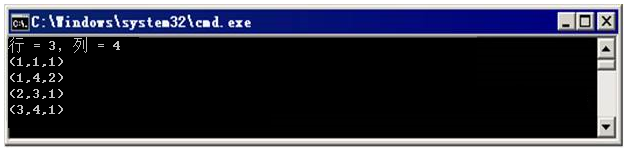 C:\Windows\system32\cmd.exe
行 = 3, 列 = 4
(1,1,1)
(1,4,2)
(2,3,1)
(3,4,1)